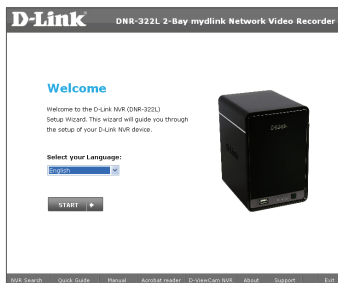 D-Link
DNR-322L 2-Bay mydlink Network Video Recorder
Welcome
Welcome to the D-Link NVR (DNR-322L)
Setup Wizard. This wizard will guide you through
the setup of your D-Link NVR device.
Select your Language:
English
START
D-Link
D-Link
NVR Search Quick Guide Manual Acrobat reader D-ViewCam NVR About Support Exit